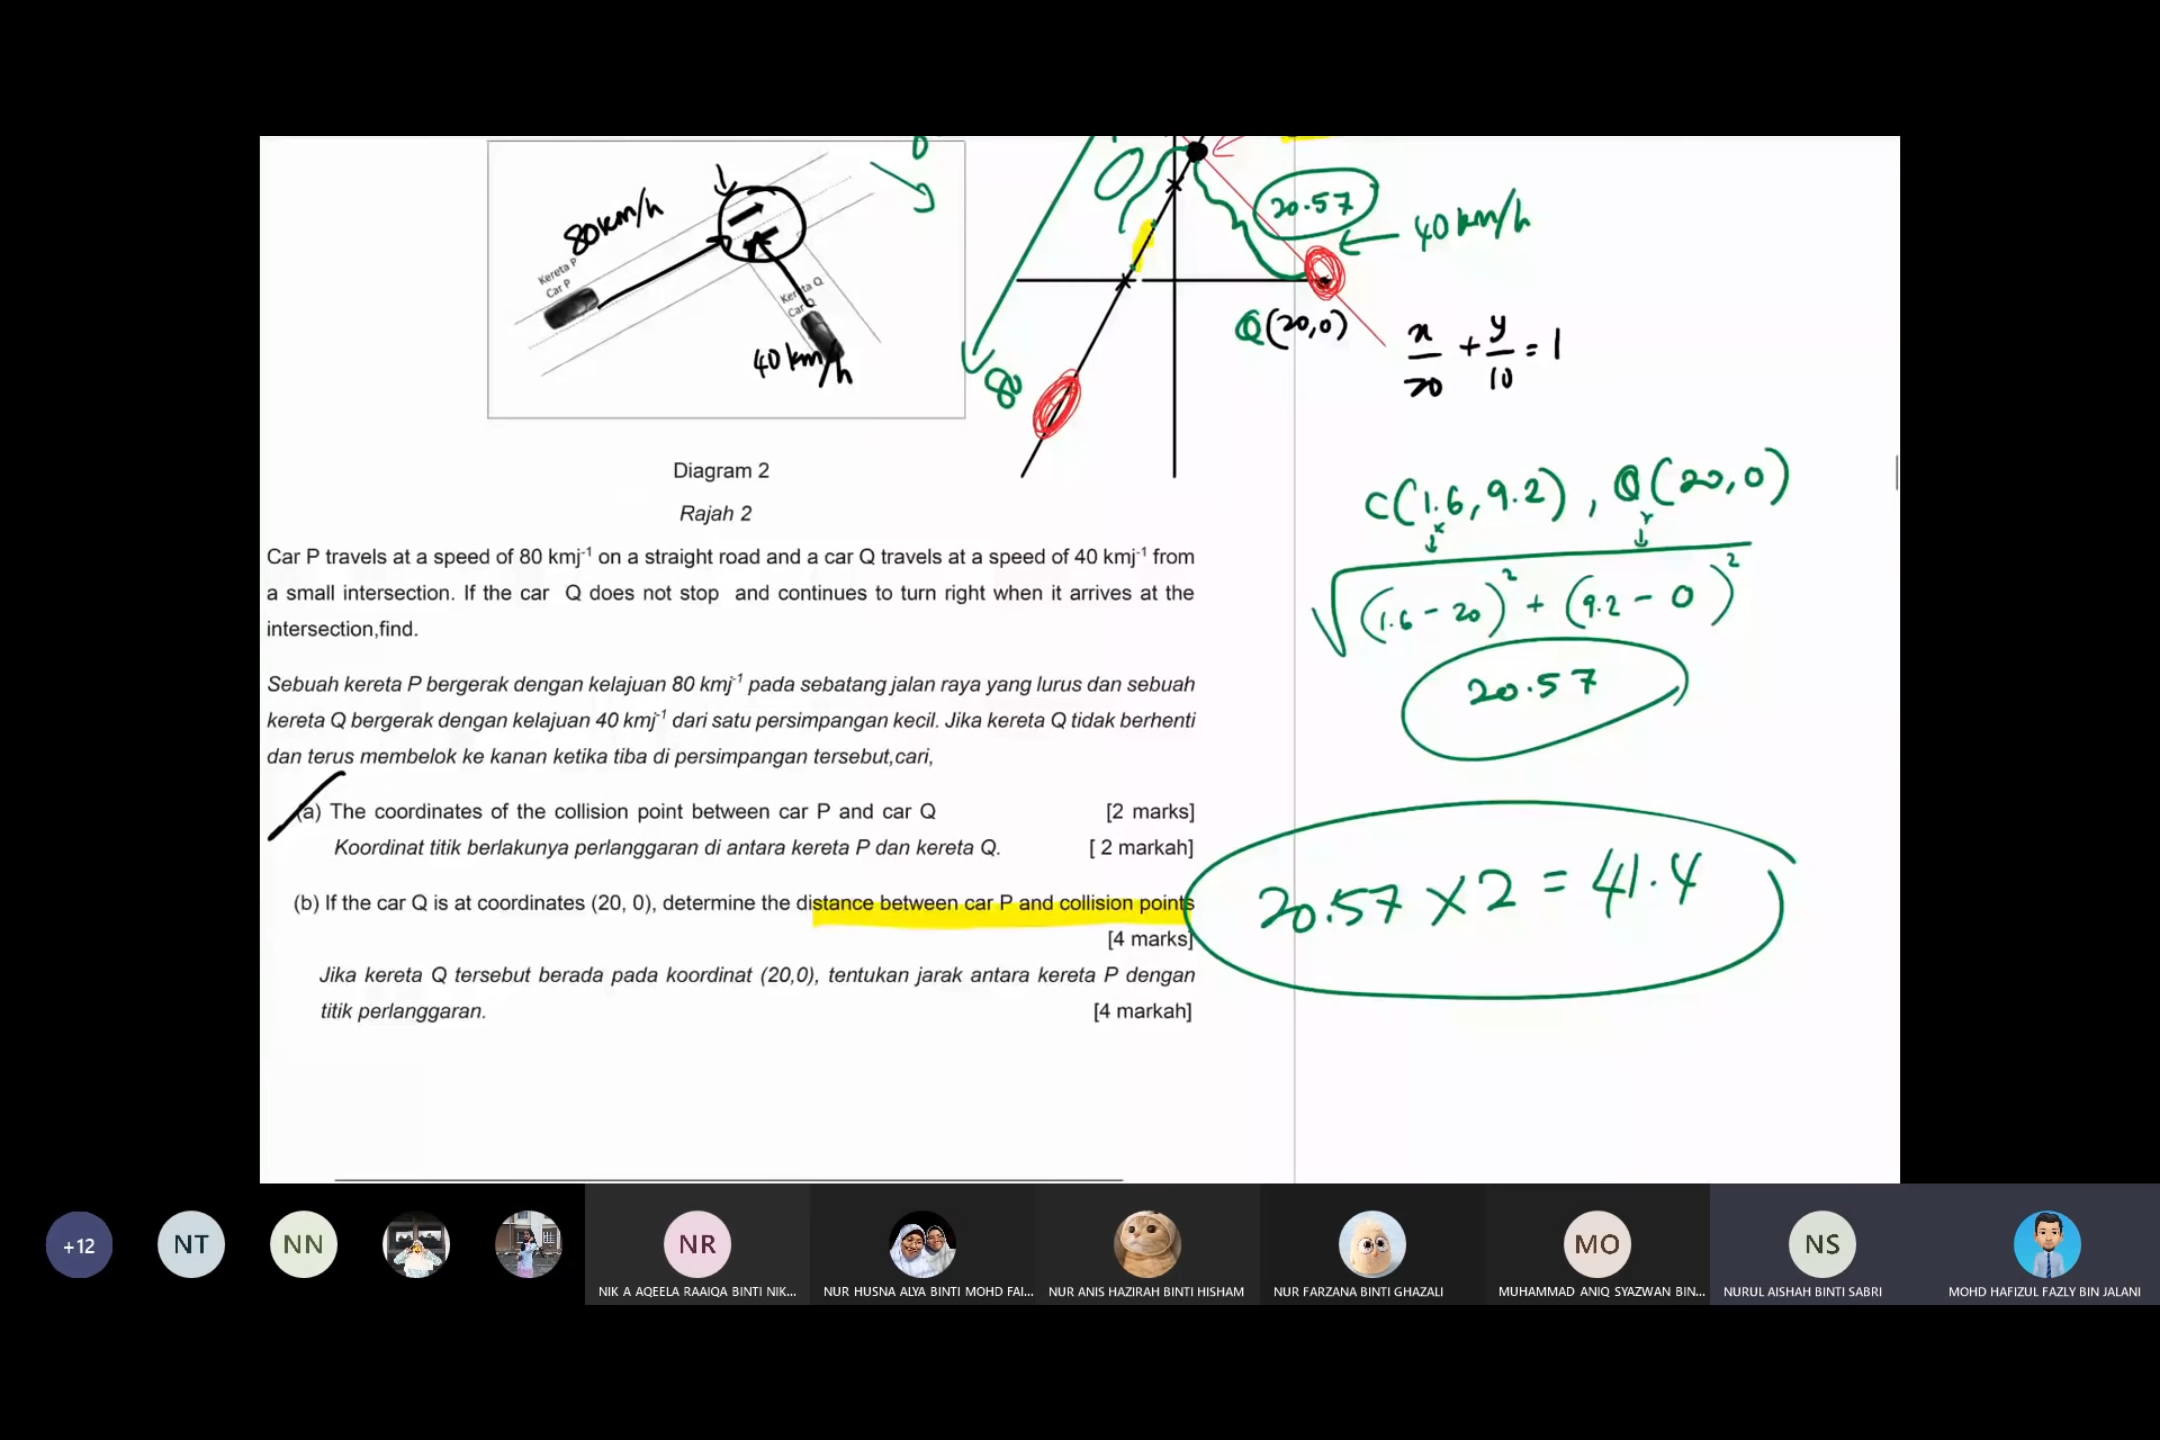 80km/h
Kereta P
Car P
Kereta Q
Car Q
40 km/h
80
20.57
40 km/h
Q(20,0)
x/20 + y/10 = 1
Diagram 2
Rajah 2
C(1.6, 9.2), Q(20,0)
√(1.6 - 20)² + (9.2 - 0)²
20.57
Car P travels at a speed of 80 kmj⁻¹ on a straight road and a car Q travels at a speed of 40 kmj⁻¹ from
a small intersection. If the car Q does not stop and continues to turn right when it arrives at the
intersection,find.
Sebuah kereta P bergerak dengan kelajuan 80 kmj⁻¹ pada sebatang jalan raya yang lurus dan sebuah
kereta Q bergerak dengan kelajuan 40 kmj⁻¹ dari satu persimpangan kecil. Jika kereta Q tidak berhenti
dan terus membelok ke kanan ketika tiba di persimpangan tersebut,cari,
(a) The coordinates of the collision point between car P and car Q [2 marks]
Koordinat titik berlakunya perlanggaran di antara kereta P dan kereta Q. [ 2 markah]
(b) If the car Q is at coordinates (20, 0), determine the distance between car P and collision points
[4 marks]
Jika kereta Q tersebut berada pada koordinat (20,0), tentukan jarak antara kereta P dengan
titik perlanggaran. [4 markah]
20.57 × 2 = 41.4
+12
NT
NN
NR
MO
NS
NIK A AQEELA RAAIQA BINTI NIK...
NUR HUSNA ALYA BINTI MOHD FAI...
NUR ANIS HAZIRAH BINTI HISHAM
NUR FARZANA BINTI GHAZALI
MUHAMMAD ANIQ SYAZWAN BIN...
NURUL AISHAH BINTI SABRI
MOHD HAFIZUL FAZLY BIN JALANI